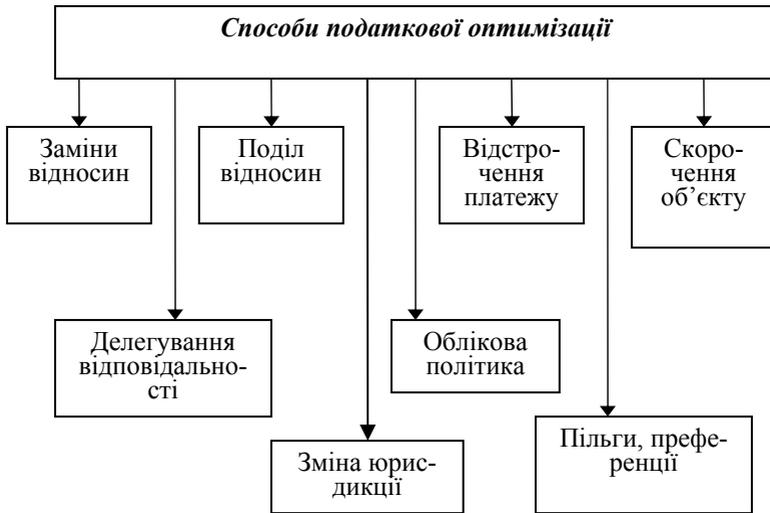 Способи податкової оптимізації
Заміни
відносин
Поділ
відносин
Відстро-
чення
платежу
Скоро-
чення
об’єкту
Делегування
відповідально-
сті
Облікова
політика
Зміна юрис-
дикції
Пільги, префе-
ренції